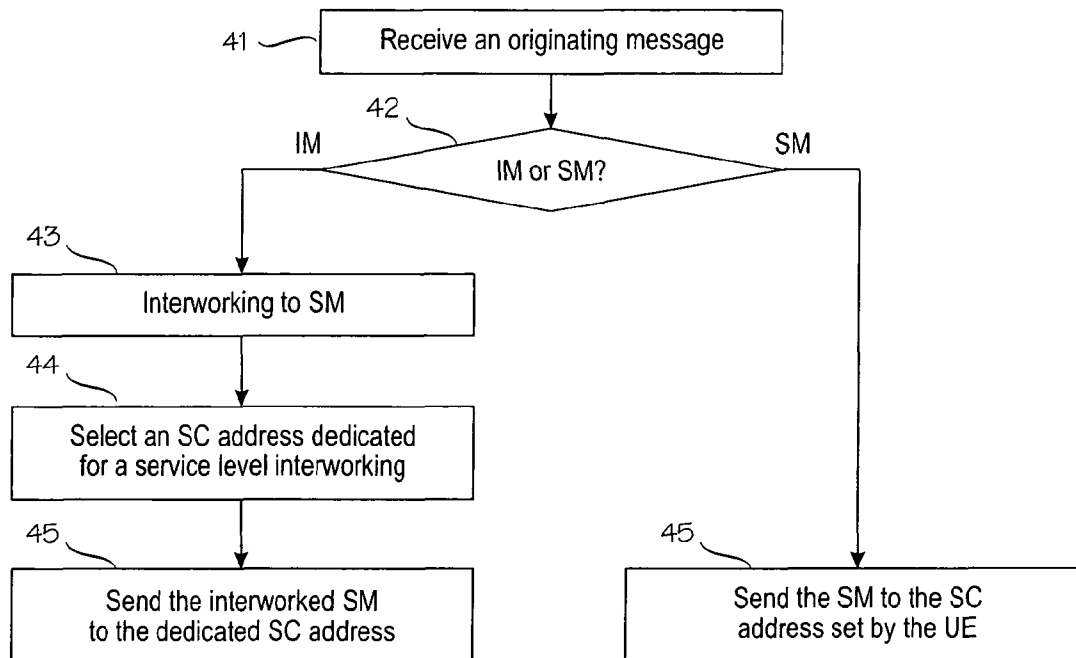 41
Receive an originating message
42
IM
SM
IM or SM?
43
Interworking to SM
44
Select an SC address dedicated
for a service level interworking
45
Send the interworked SM
to the dedicated SC address
45
Send the SM to the SC
address set by the UE